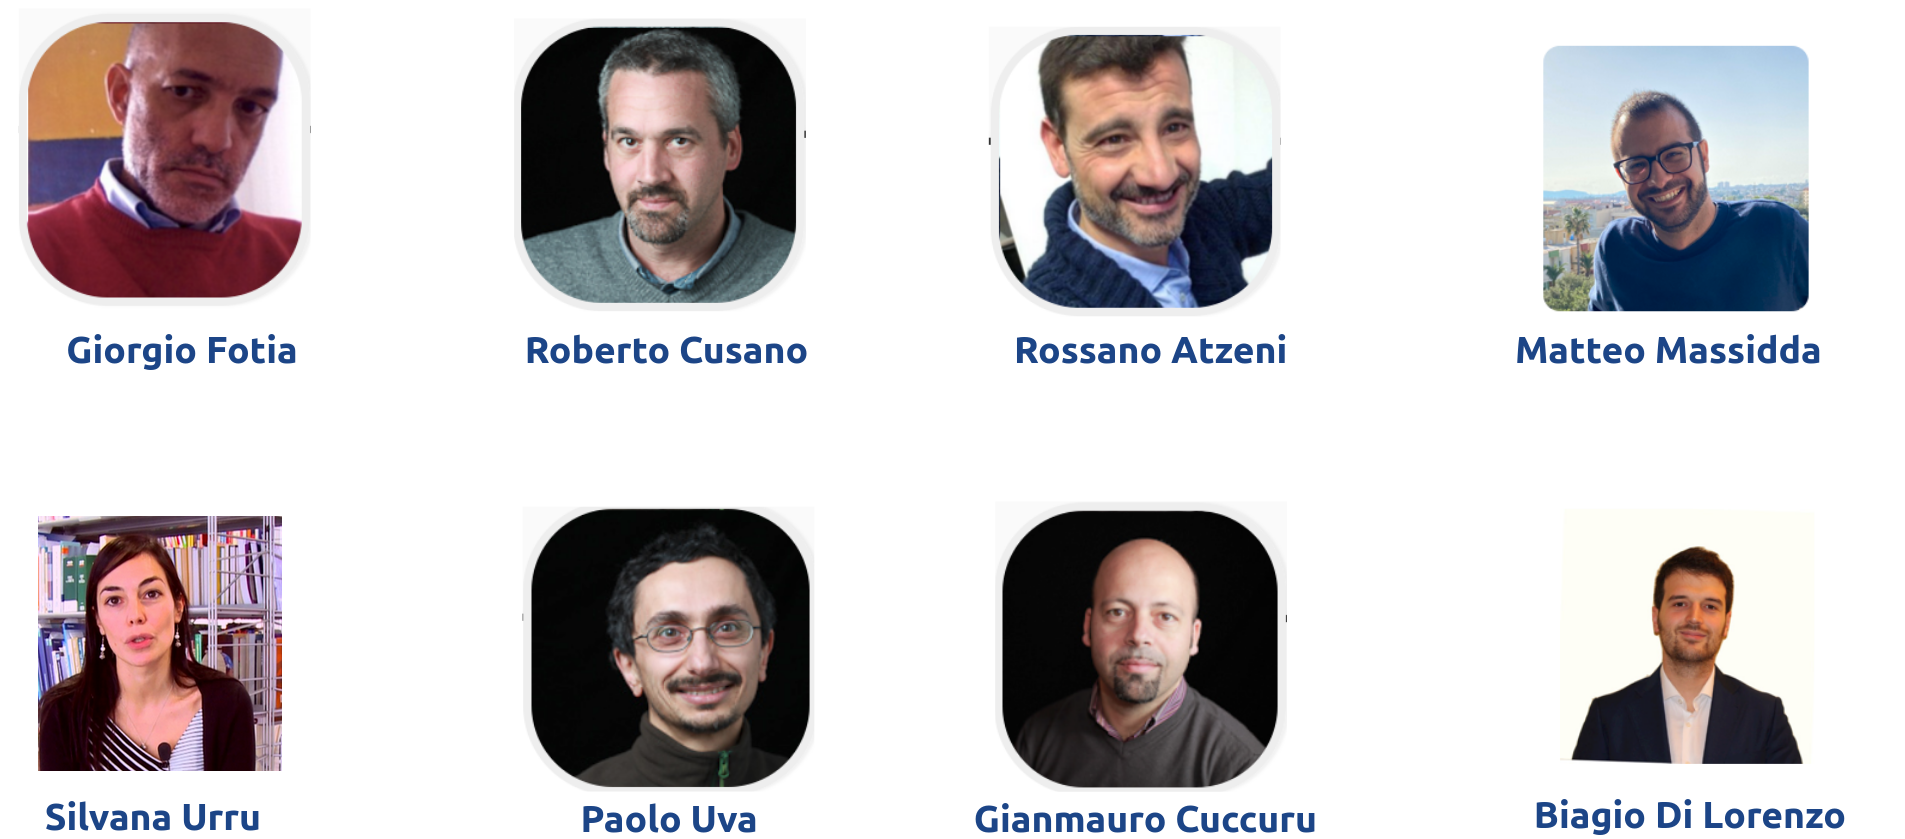 Giorgio Fotia
Roberto Cusano
Rossano Atzeni
Matteo Massidda
Silvana Urru
Paolo Uva
Gianmauro Cuccuru
Biagio Di Lorenzo